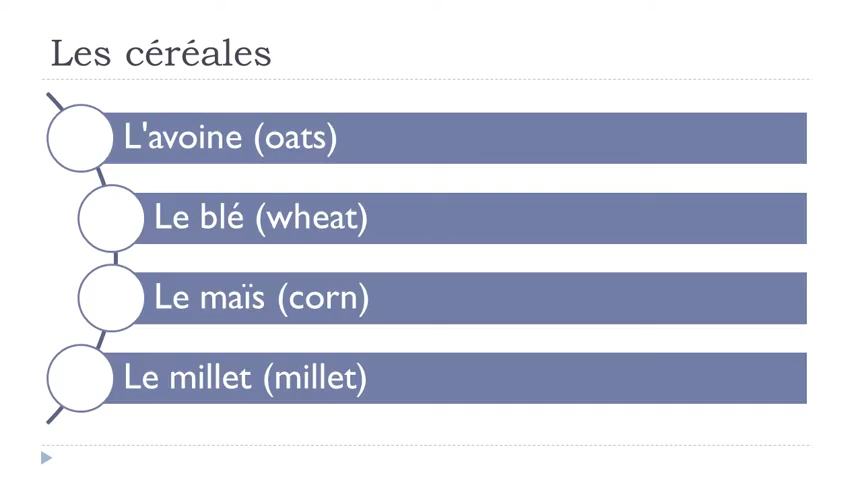 Les céréales
L'avoine (oats)
Le blé (wheat)
Le maïs (corn)
Le millet (millet)